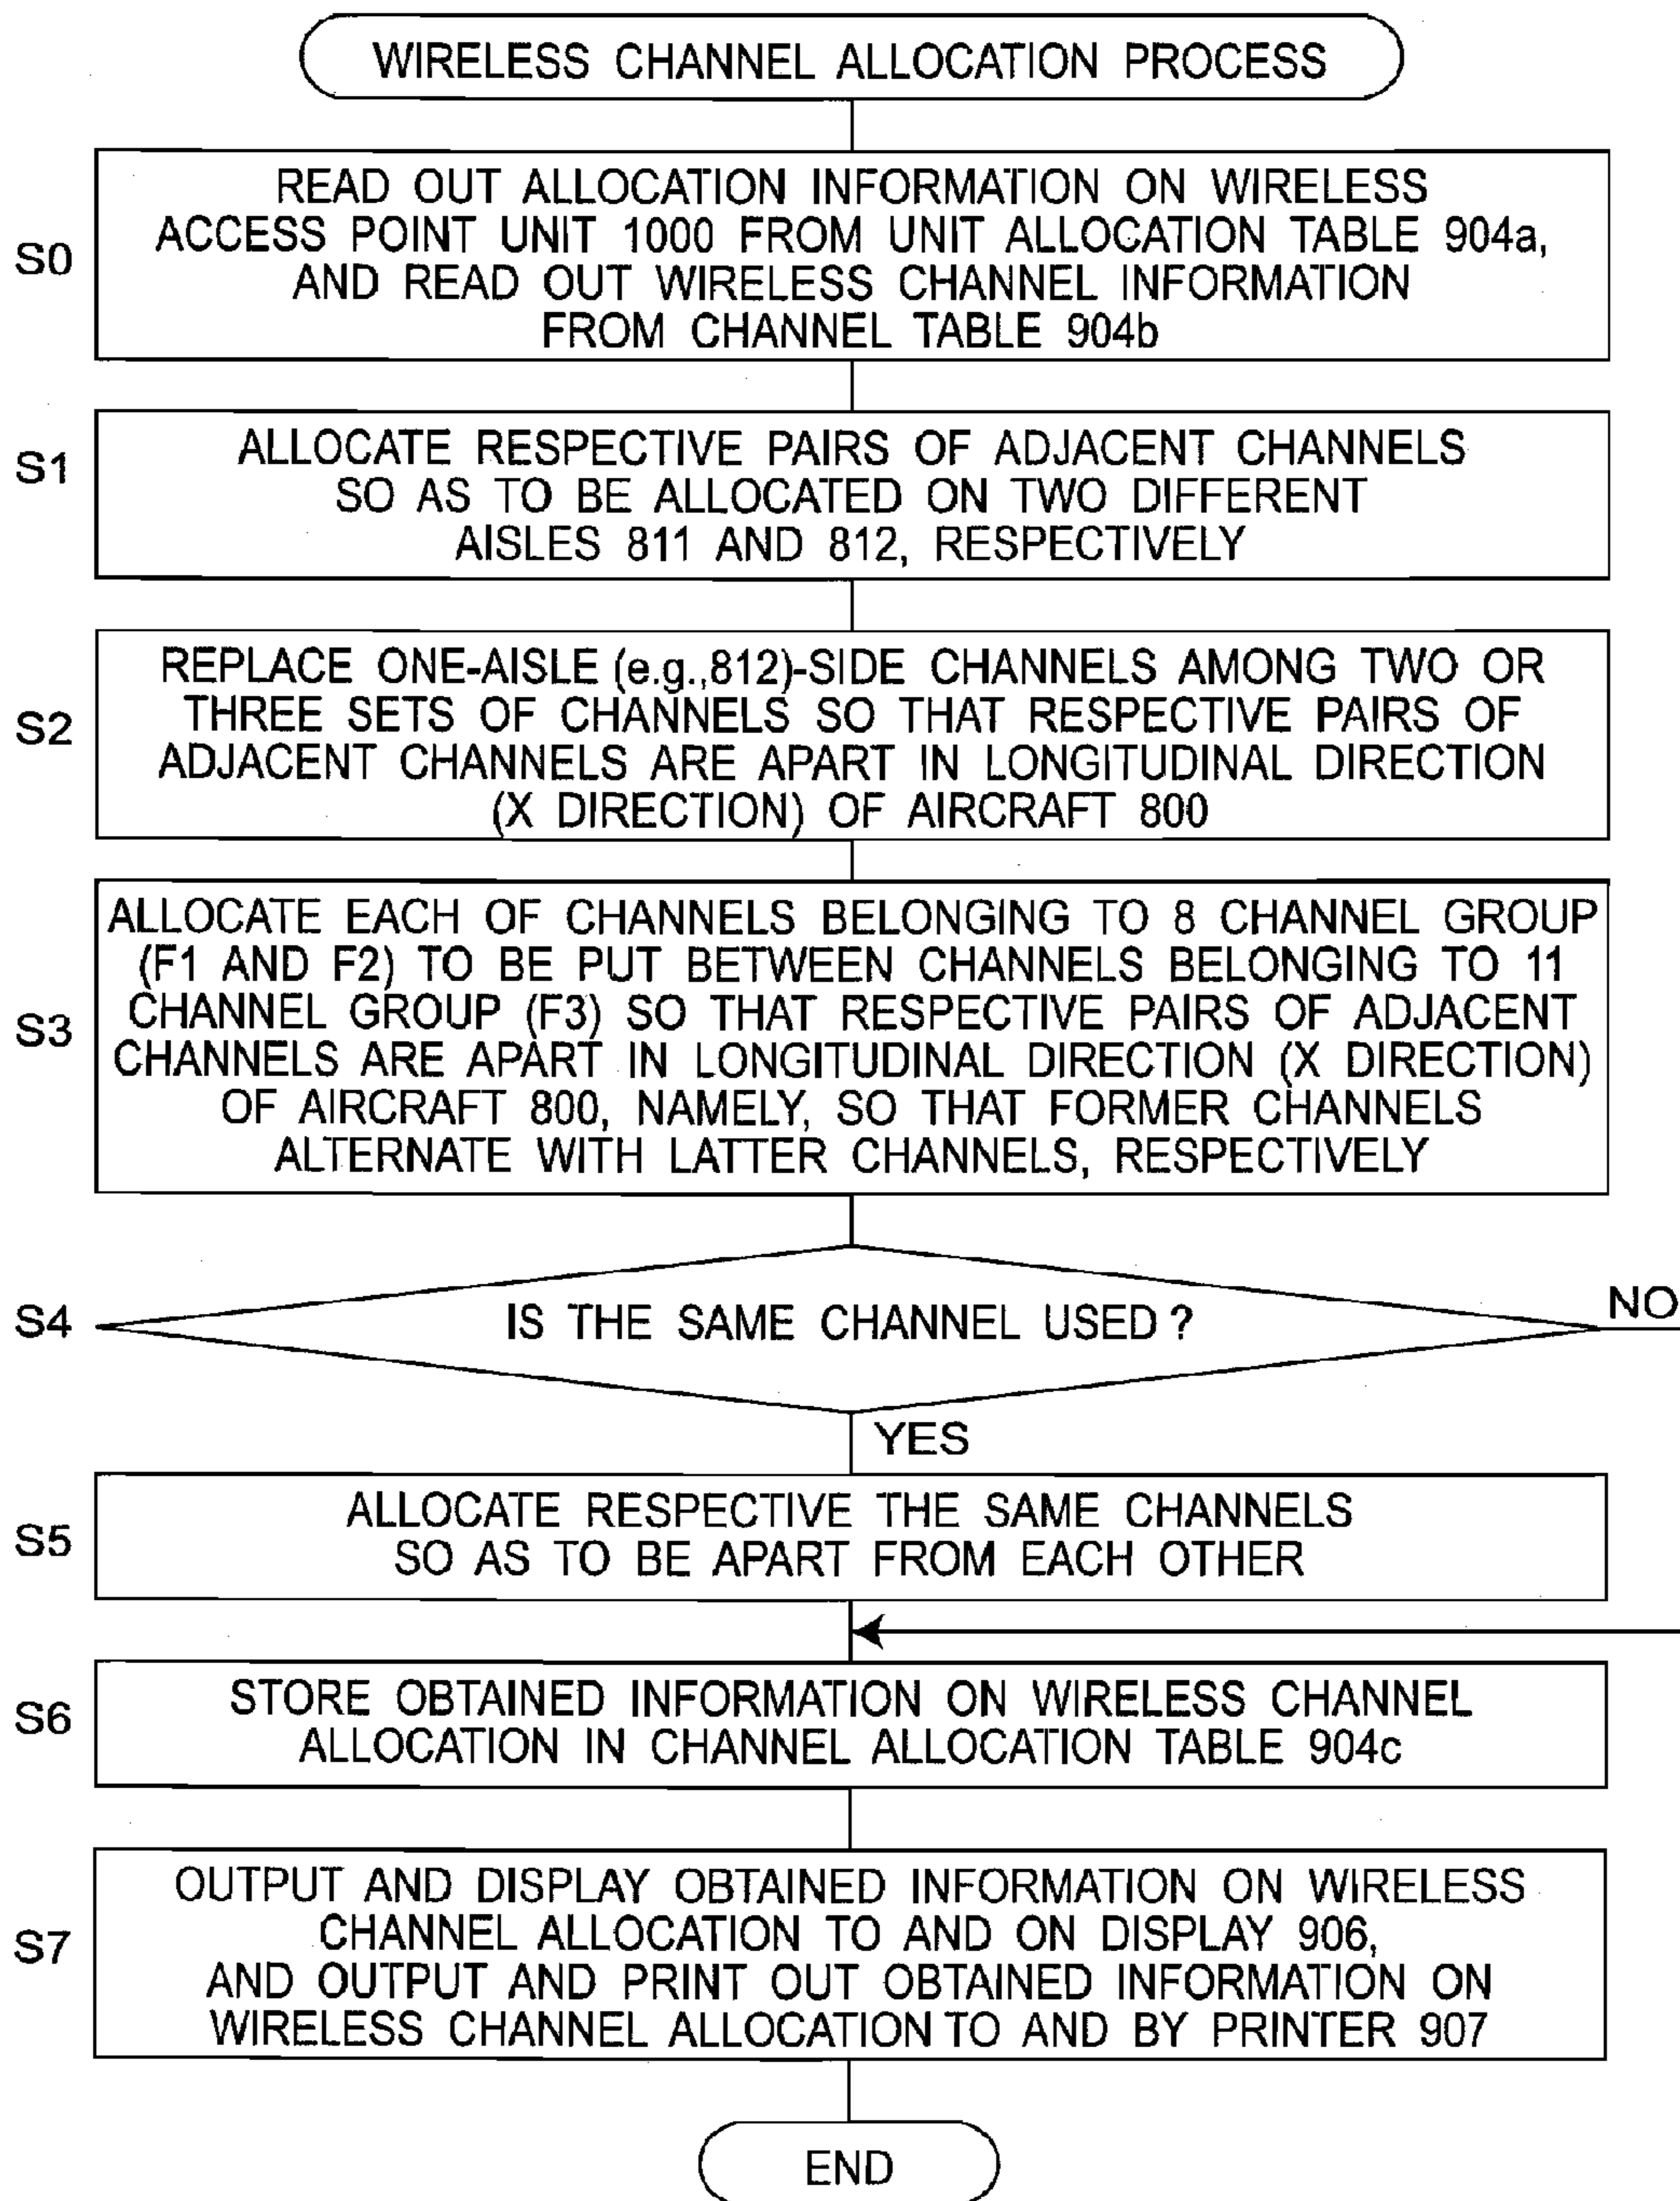 WIRELESS CHANNEL ALLOCATION PROCESS
S0
READ OUT ALLOCATION INFORMATION ON WIRELESS
ACCESS POINT UNIT 1000 FROM UNIT ALLOCATION TABLE 904a,
AND READ OUT WIRELESS CHANNEL INFORMATION
FROM CHANNEL TABLE 904b
S1
ALLOCATE RESPECTIVE PAIRS OF ADJACENT CHANNELS
SO AS TO BE ALLOCATED ON TWO DIFFERENT
AISLES 811 AND 812, RESPECTIVELY
S2
REPLACE ONE-AISLE (e.g.,812)-SIDE CHANNELS AMONG TWO OR
THREE SETS OF CHANNELS SO THAT RESPECTIVE PAIRS OF
ADJACENT CHANNELS ARE APART IN LONGITUDINAL DIRECTION
(X DIRECTION) OF AIRCRAFT 800
S3
ALLOCATE EACH OF CHANNELS BELONGING TO 8 CHANNEL GROUP
(F1 AND F2) TO BE PUT BETWEEN CHANNELS BELONGING TO 11
CHANNEL GROUP (F3) SO THAT RESPECTIVE PAIRS OF ADJACENT
CHANNELS ARE APART IN LONGITUDINAL DIRECTION (X DIRECTION)
OF AIRCRAFT 800, NAMELY, SO THAT FORMER CHANNELS
ALTERNATE WITH LATTER CHANNELS, RESPECTIVELY
S4
IS THE SAME CHANNEL USED ?
NO
YES
S5
ALLOCATE RESPECTIVE THE SAME CHANNELS
SO AS TO BE APART FROM EACH OTHER
S6
STORE OBTAINED INFORMATION ON WIRELESS CHANNEL
ALLOCATION IN CHANNEL ALLOCATION TABLE 904c
S7
OUTPUT AND DISPLAY OBTAINED INFORMATION ON WIRELESS
CHANNEL ALLOCATION TO AND ON DISPLAY 906,
AND OUTPUT AND PRINT OUT OBTAINED INFORMATION ON
WIRELESS CHANNEL ALLOCATION TO AND BY PRINTER 907
END